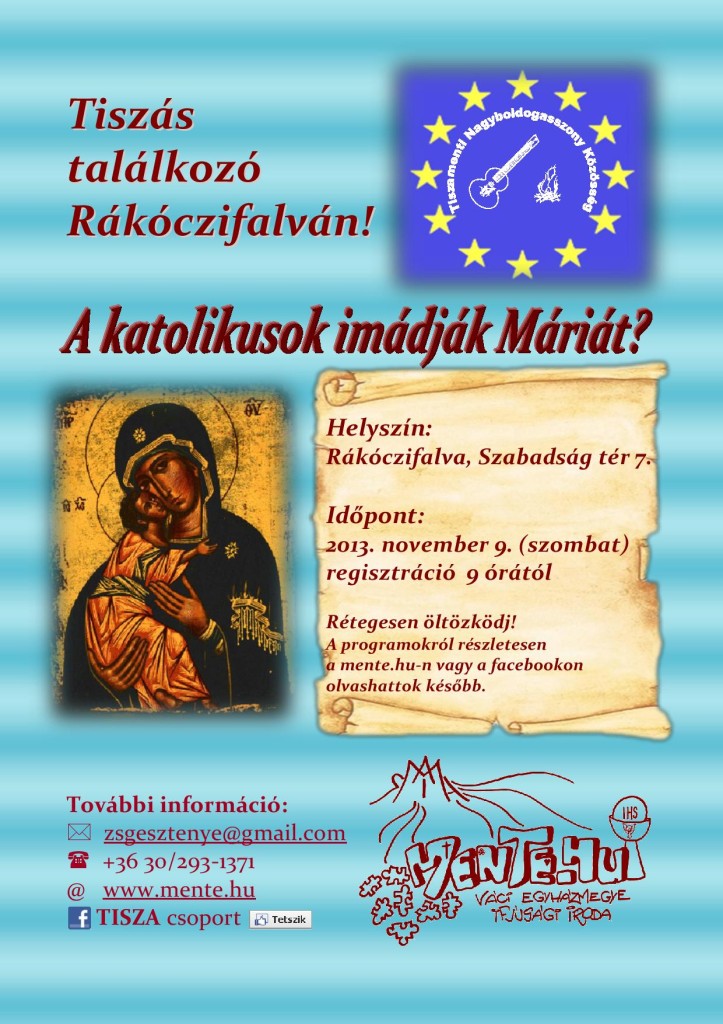 Tiszás
találkozó
Rákóczifalván!
Tiszamenti Nagyboldogasszony Közösség
A katolikusok imádják Máriát?
Helyszín:
Rákóczifalva, Szabadság tér 7.
Időpont:
2013. november 9. (szombat)
regisztráció 9 órától
Rétegesen öltözködj!
A programokról részletesen
a mente.hu-n vagy a facebookon
olvashattok később.
További információ:
zsgesztenye@gmail.com
+36 30/293-1371
@ www.mente.hu
TISZA csoport Tetszik
IHS
MENTE.HU
VÁCI EGYHÁZMEGYE
IFJÚSÁGI IRODA